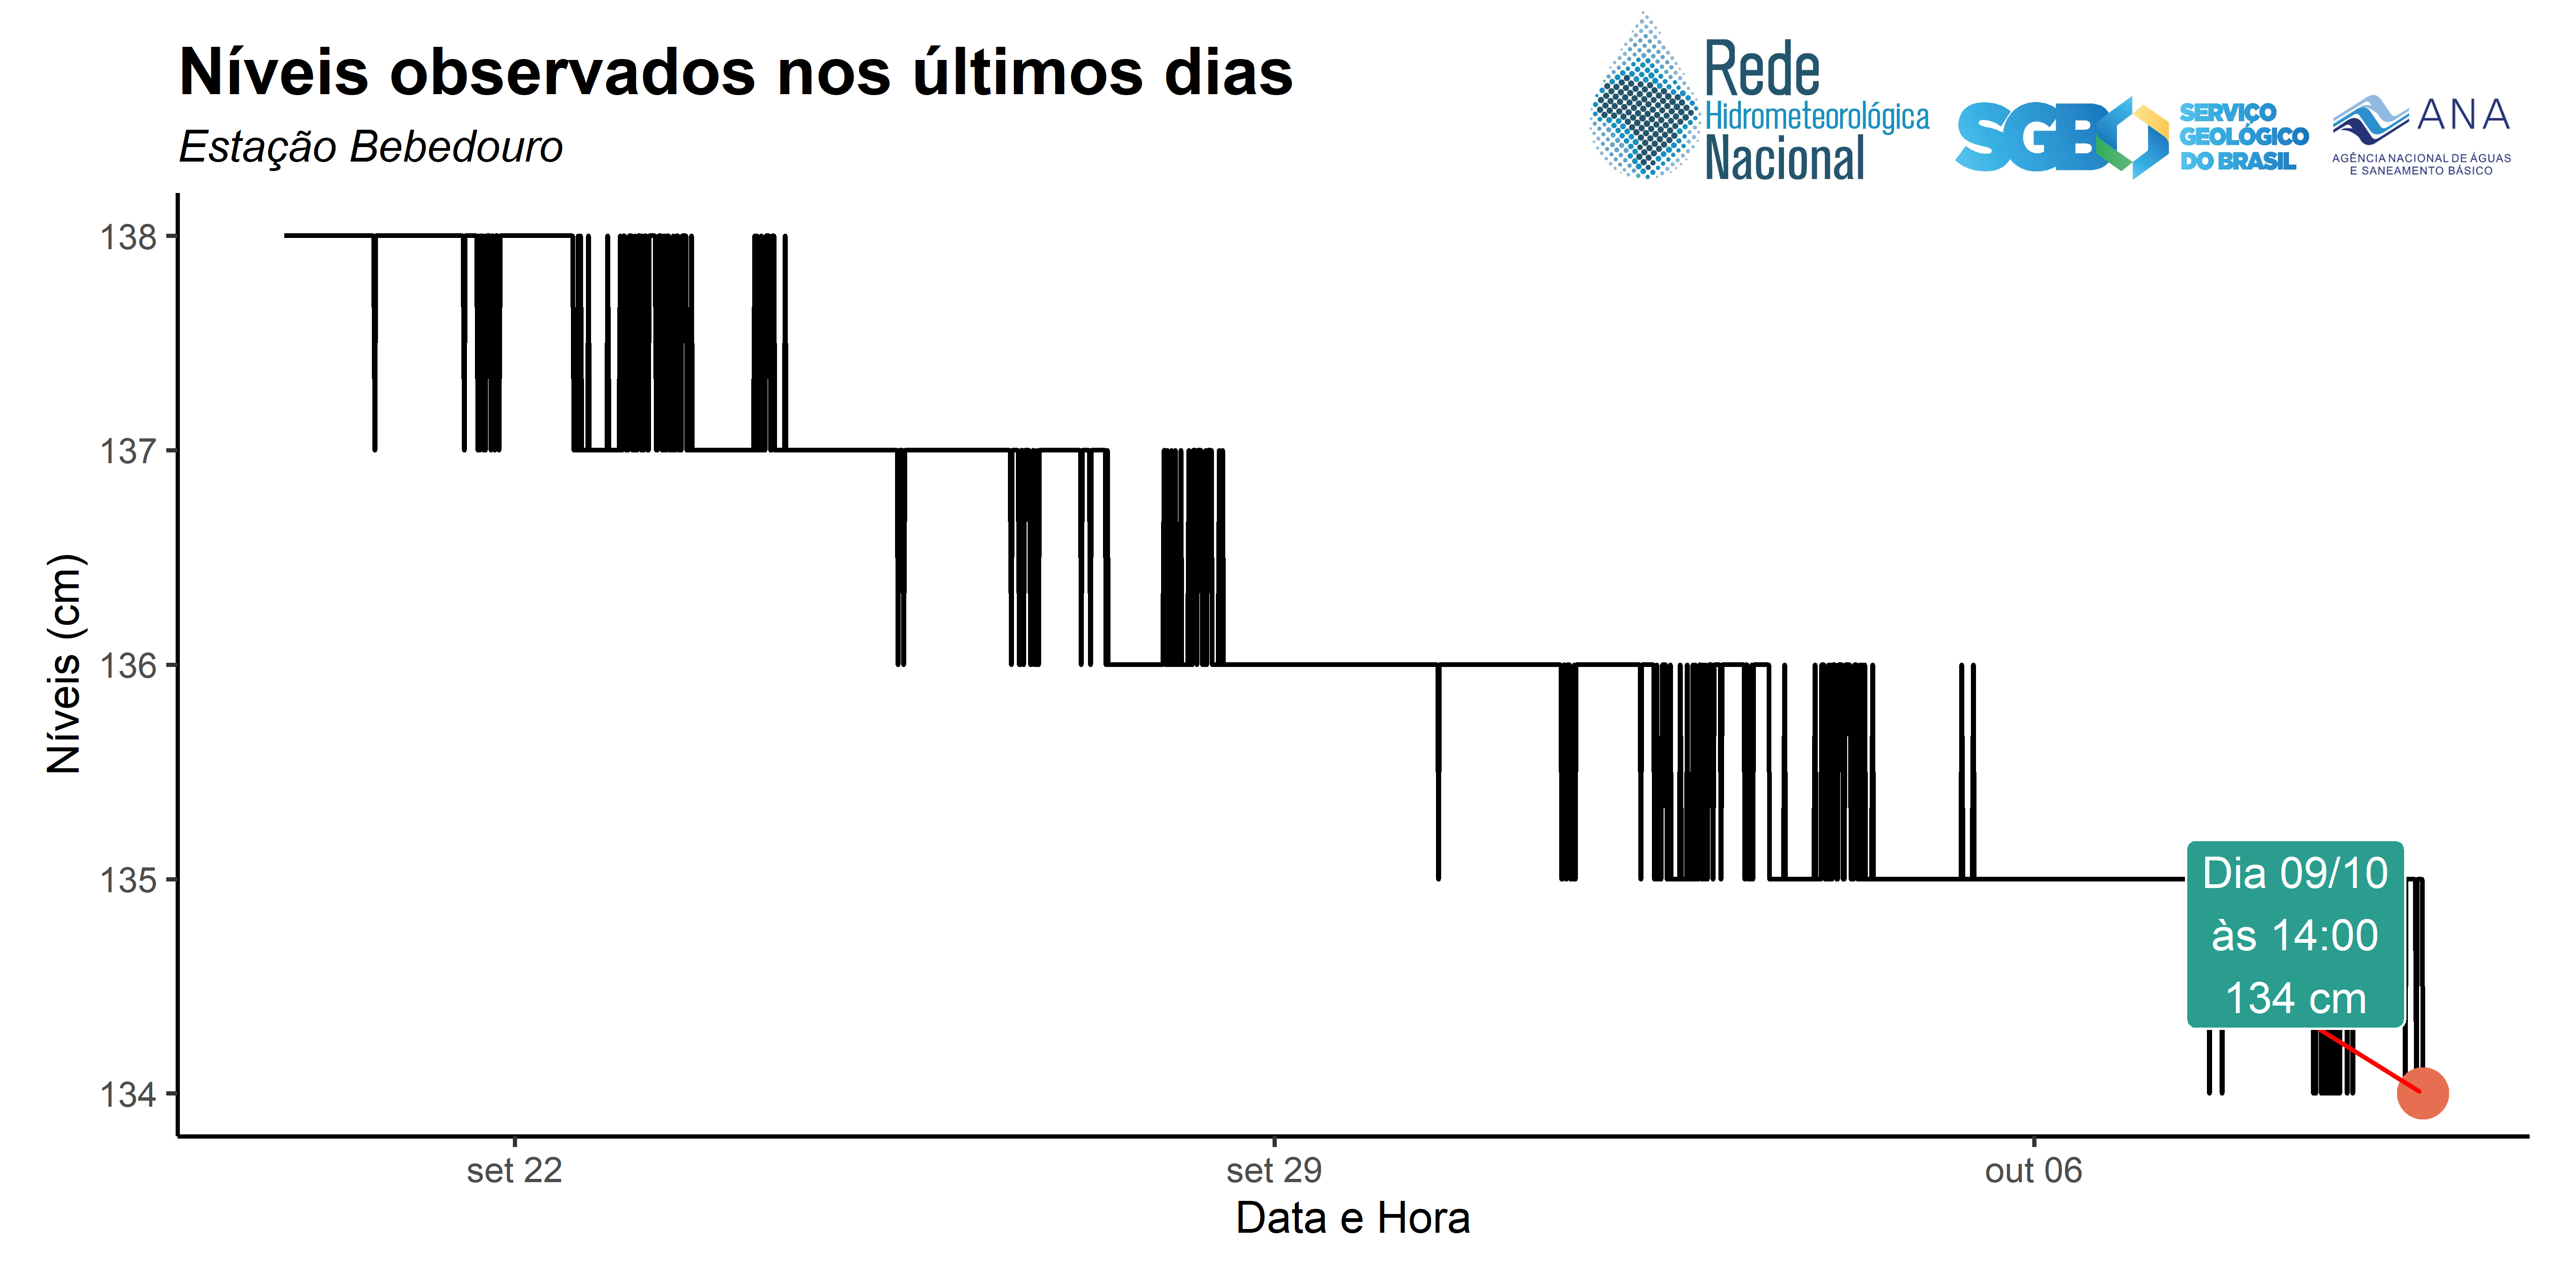 Níveis observados nos últimos dias
Estação Bebedouro
Rede
Hidrometeorológica
Nacional
SGB
SERVIÇO
GEOLÓGICO
DO BRASIL
ANA
AGÊNCIA NACIONAL DE ÁGUAS
E SANEAMENTO BÁSICO
Níveis (cm)
138
137
136
135
134
Dia 09/10
às 14:00
134 cm
set 22
set 29
out 06
Data e Hora